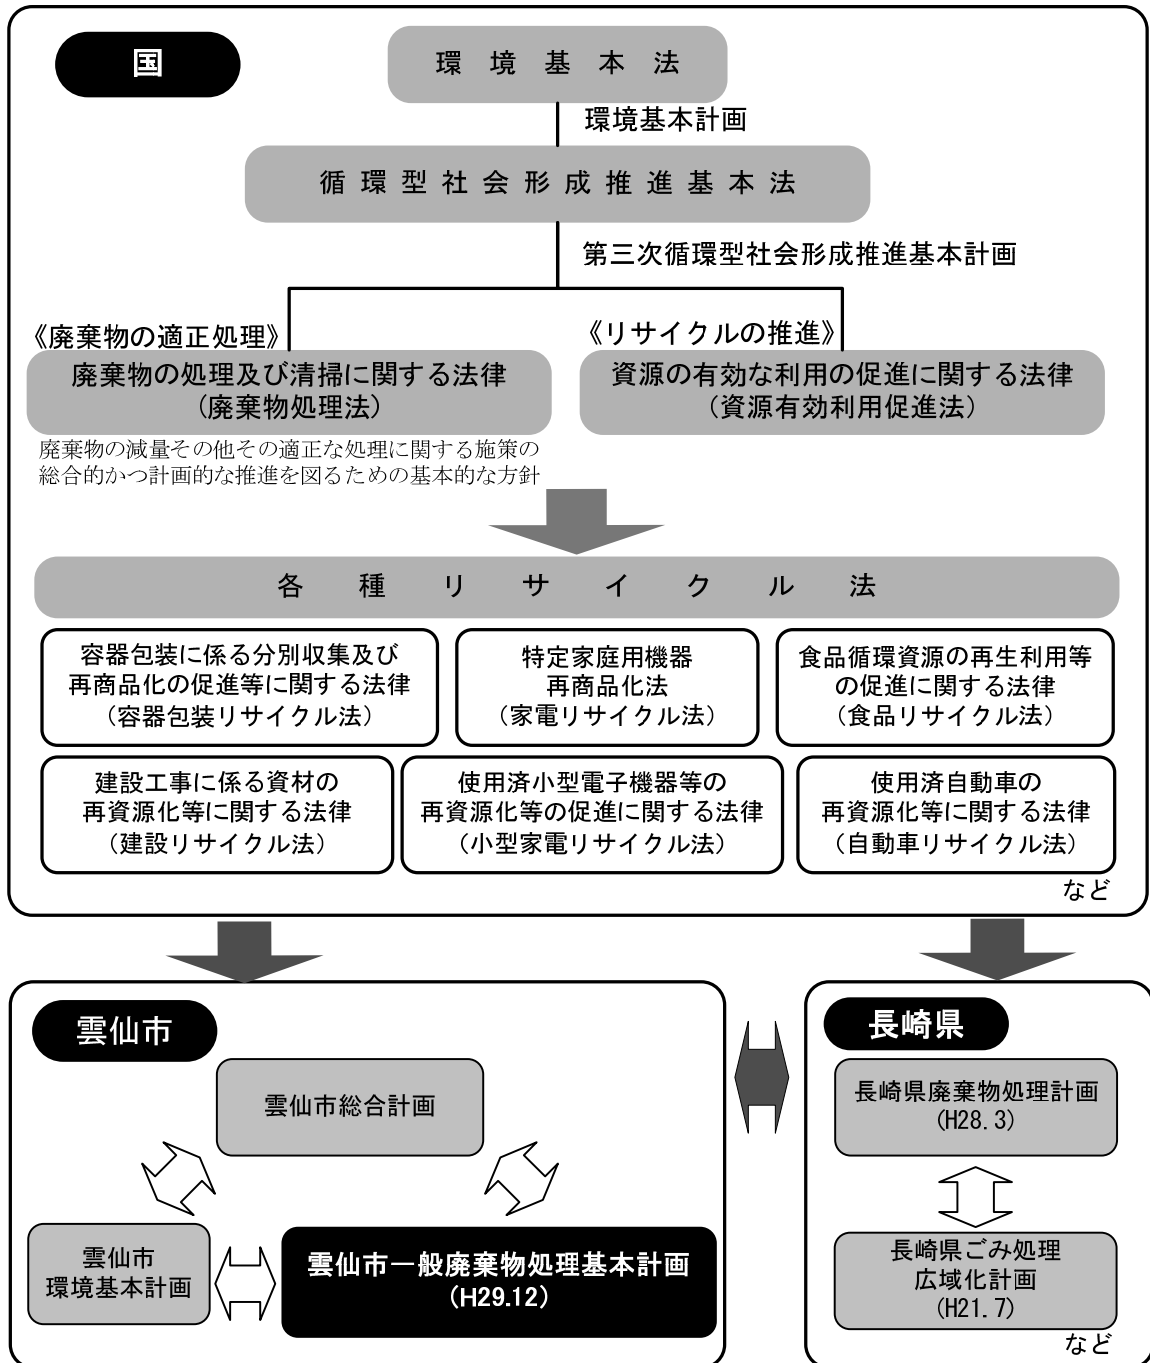 国
環境基本法
環境基本計画
循環型社会形成推進基本法
第三次循環型社会形成推進基本計画
《廃棄物の適正処理》
《リサイクルの推進》
廃棄物の処理及び清掃に関する法律
(廃棄物処理法)
資源の有効な利用の促進に関する法律
(資源有効利用促進法)
廃棄物の減量その他その適正な処理に関する施策の
総合的かつ計画的な推進を図るための基本的な方針
各種リサイクル法
容器包装に係る分別収集及び
再商品化の促進等に関する法律
(容器包装リサイクル法)
特定家庭用機器
再商品化法
(家電リサイクル法)
食品循環資源の再生利用等
の促進に関する法律
(食品リサイクル法)
建設工事に係る資材の
再資源化等に関する法律
(建設リサイクル法)
使用済小型電子機器等の
再資源化等の促進に関する法律
(小型家電リサイクル法)
使用済自動車の
再資源化等に関する法律
(自動車リサイクル法)
など
雲仙市
雲仙市総合計画
雲仙市
環境基本計画
雲仙市一般廃棄物処理基本計画
(H29.12)
長崎県
長崎県廃棄物処理計画
(H28.3)
長崎県ごみ処理
広域化計画
(H21.7)
など